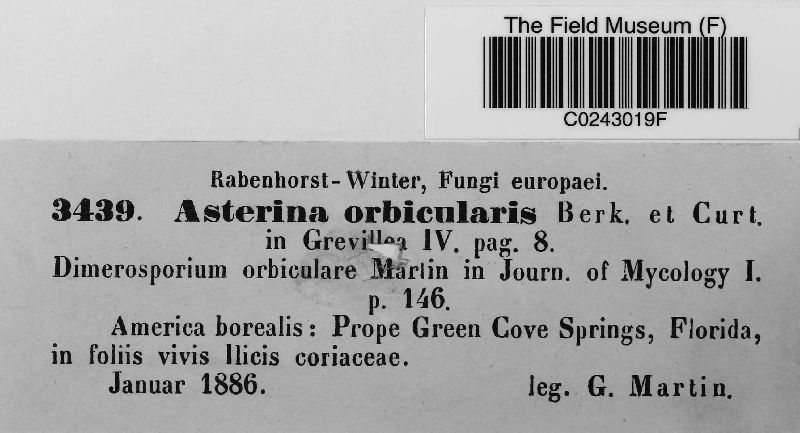 The Field Museum (F)
C0243019F
Rabenhorst-Winter, Fungi europaei.
3439. Asterina orbicularis Berk. et Curt.
in Grevillea IV. pag. 8.
Dimerosporium orbiculare Martin in Journ. of Mycology I.
p. 146.
America borealis: Prope Green Cove Springs, Florida,
in foliis vivis Ilicis coriaceae.
Januar 1886. leg. G. Martin.